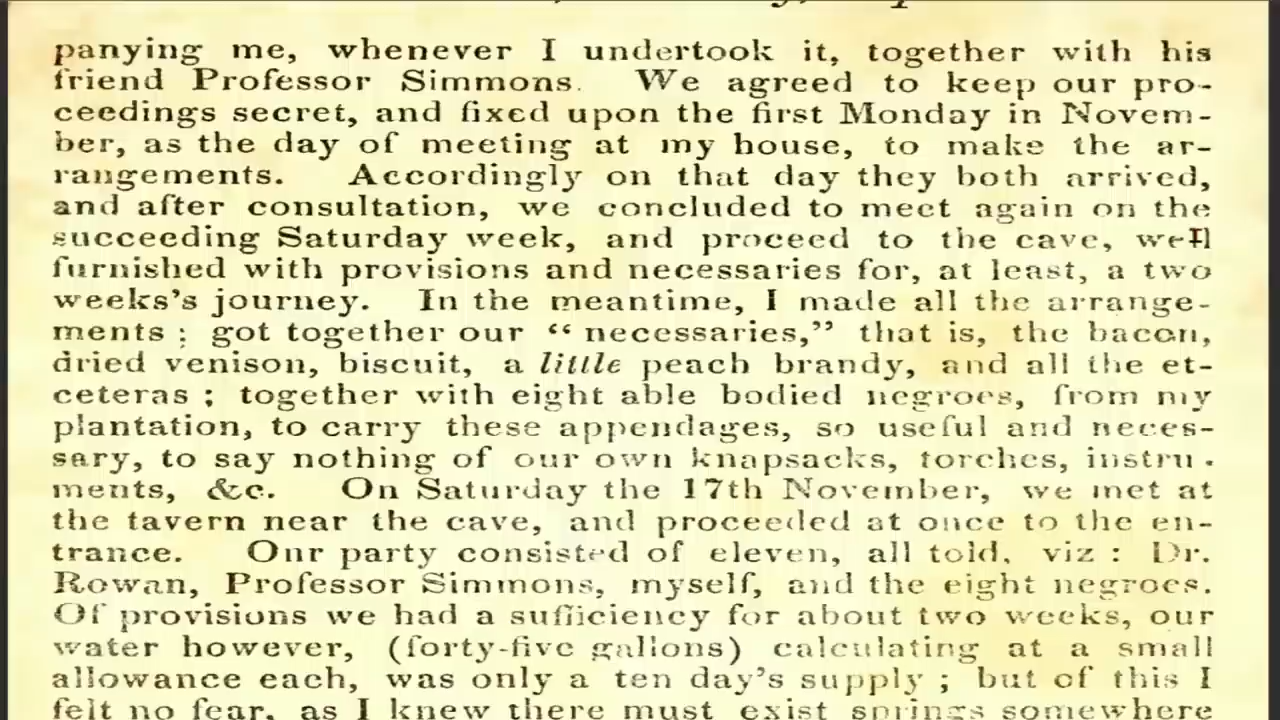 panying me, whenever I undertook it, together with his
friend Professor Simmons. We agreed to keep our pro-
ceedings secret, and fixed upon the first Monday in Novem-
ber, as the day of meeting at my house, to make the ar-
rangements. Accordingly on that day they both arrived,
and after consultation, we concluded to meet again on the
succeeding Saturday week, and proceed to the cave, well
furnished with provisions and necessaries for, at least, a two
weeks's journey. In the meantime, I made all the arrange-
ments ; got together our “ necessaries,” that is, the bacon,
dried venison, biscuit, a little peach brandy, and all the et-
ceteras ; together with eight able bodied negroes, from my
plantation, to carry these appendages, so useful and neces-
sary, to say nothing of our own knapsacks, torches, instru-
ments, &c. On Saturday the 17th November, we met at
the tavern near the cave, and proceeded at once to the en-
trance. Our party consisted of eleven, all told, viz : Dr.
Rowan, Professor Simmons, myself, and the eight negroes.
Of provisions we had a sufficiency for about two weeks, our
water however, (forty-five gallons) calculating at a small
allowance each, was only a ten day's supply ; but of this I
felt no fear, as I knew there must exist springs somewhere